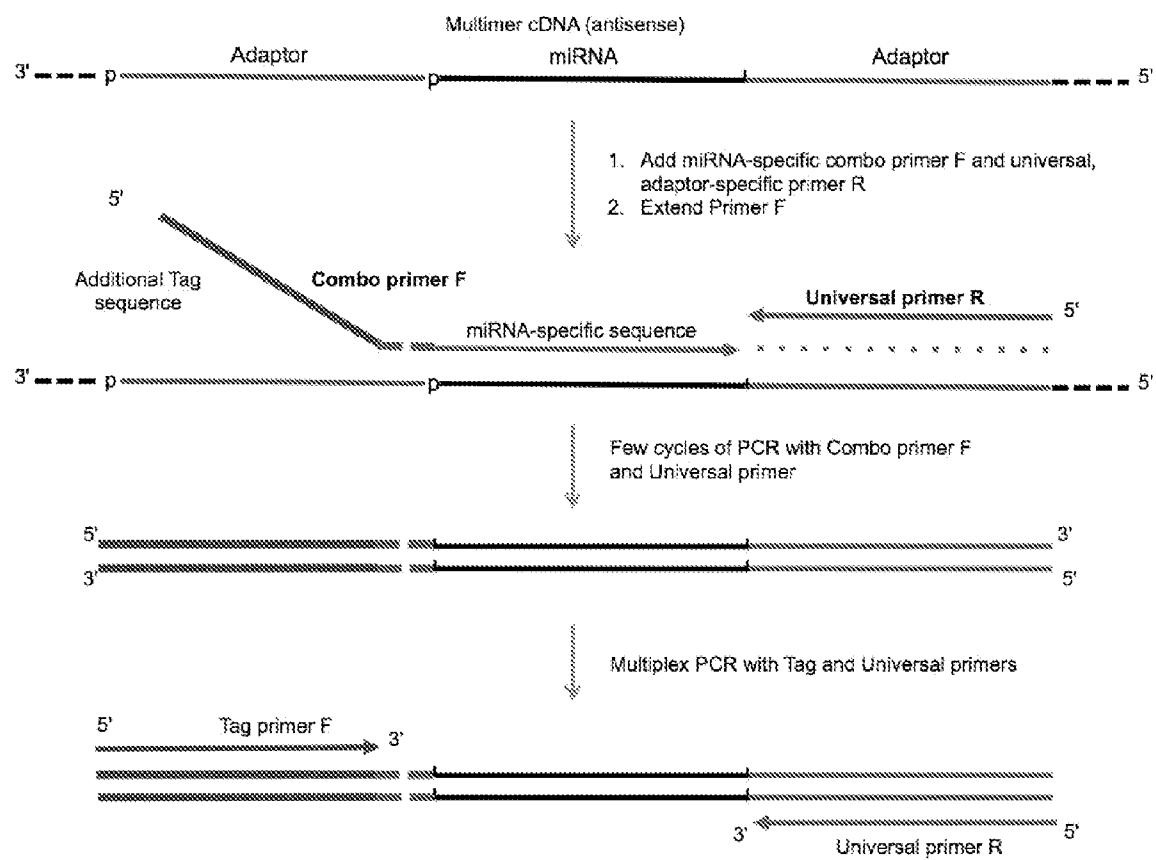 Multimer cDNA (antisense)
Adaptor miRNA Adaptor
3' p p 5'
1. Add miRNA-specific combo primer F and universal,
adaptor-specific primer R
2. Extend Primer F
5'
Additional Tag
sequence
Combo primer F
Universal primer R
5'
miRNA-specific sequence
3' p p 5'
Few cycles of PCR with Combo primer F
and Universal primer
5' 3'
3' 5'
Multiplex PCR with Tag and Universal primers
5' Tag primer F 3'
3' 5'
Universal primer R